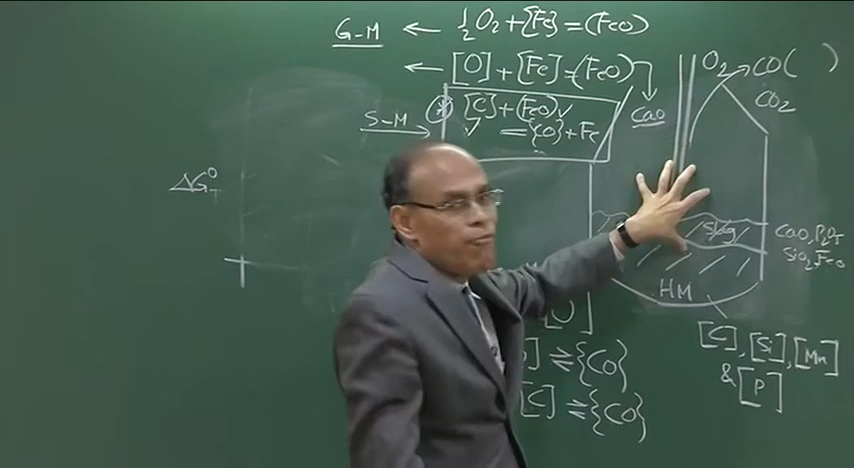 G-M ← ½O₂ + [Fe] = (FeO)
← [O] + [Fe] = (FeO)
S-M → * [C] + (FeO) ✓
✓ = {CO} + Fe
CaO
O₂ → CO( )
CO₂
ΔG°T
slag
CaO, P₂O₅
SiO₂, FeO
HM
[C], [Si], [Mn]
& [P]
] ⇌ {CO}
[C] ⇌ {CO}